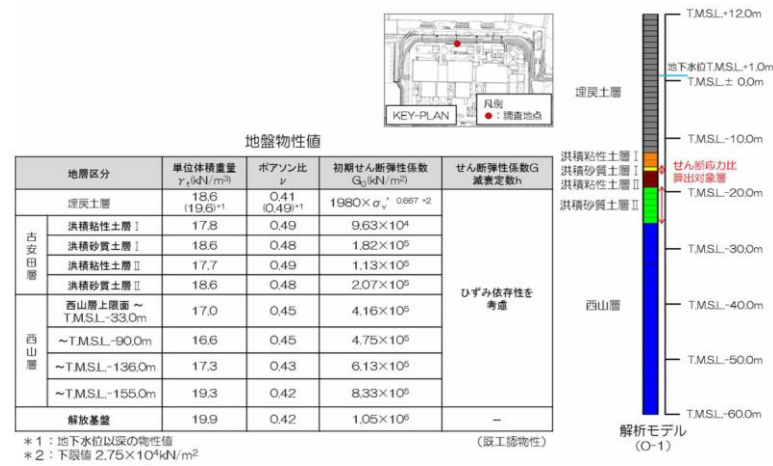 KEY-PLAN
凡例
●：調査地点
地盤物性値
地層区分
単位体積重量 γt(kN/m³)
ポアソン比 ν
初期せん断弾性係数 G₀(kN/m²)
せん断弾性係数G 減衰定数h
埋戻土層
18.6 (19.6)*¹
0.41 (0.49)*¹
1980×σv'^0.667 *²
ひずみ依存性を考慮
古安田層
洪積粘性土層Ⅰ 17.8 0.49 9.63×10⁴
洪積砂質土層Ⅰ 18.6 0.48 1.82×10⁵
洪積粘性土層Ⅱ 17.7 0.49 1.13×10⁵
洪積砂質土層Ⅱ 18.6 0.48 2.07×10⁵
西山層
西山層上限面 ～ T.M.S.L.-33.0m 17.0 0.45 4.16×10⁵
～T.M.S.L.-90.0m 16.6 0.45 4.75×10⁵
～T.M.S.L.-136.0m 17.3 0.43 6.13×10⁵
～T.M.S.L.-155.0m 19.3 0.42 8.33×10⁵
解放基盤 19.9 0.42 1.05×10⁶ −
＊1：地下水位以深の物性値
（既工認物性）
＊2：下限値 2.75×10⁴kN/m²
T.M.S.L.+12.0m
地下水位T.M.S.L.+1.0m
T.M.S.L.± 0.0m
埋戻土層
T.M.S.L.-10.0m
洪積粘性土層Ⅰ
洪積砂質土層Ⅰ
洪積粘性土層Ⅱ
せん断応力比
算出対象層
T.M.S.L.-20.0m
洪積砂質土層Ⅱ
T.M.S.L.-30.0m
西山層
T.M.S.L.-40.0m
T.M.S.L.-50.0m
T.M.S.L.-60.0m
解析モデル
（O-1）